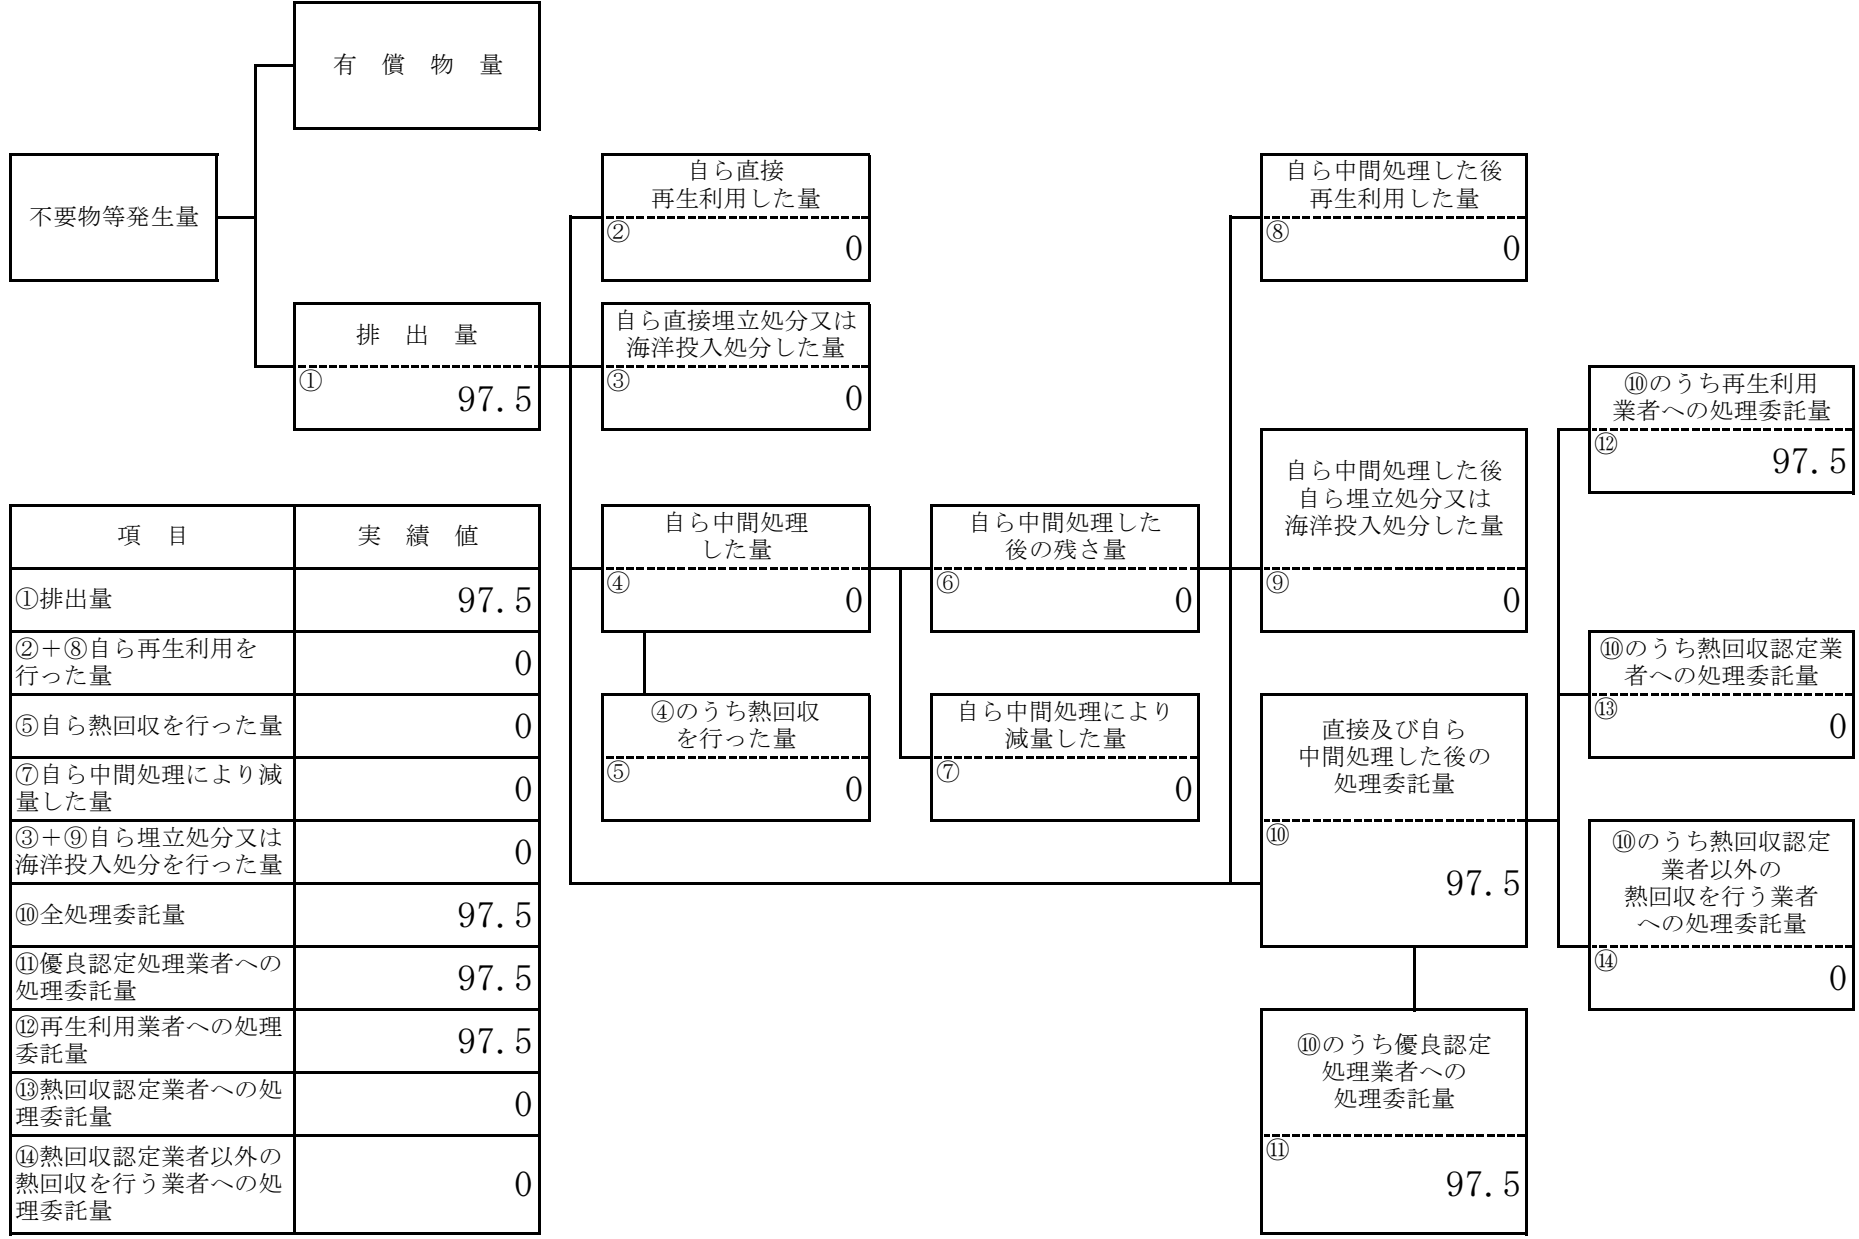 有 償 物 量
不要物等発生量
排 出 量
①
97.5
自ら直接
再生利用した量
②
0
自ら直接埋立処分又は
海洋投入処分した量
③
0
自ら中間処理
した量
④
0
④のうち熱回収
を行った量
⑤
0
自ら中間処理した
後の残さ量
⑥
0
自ら中間処理により
減量した量
⑦
0
自ら中間処理した後
再生利用した量
⑧
0
自ら中間処理した後
自ら埋立処分又は
海洋投入処分した量
⑨
0
直接及び自ら
中間処理した後の
処理委託量
⑩
97.5
⑩のうち優良認定
処理業者への
処理委託量
⑪
97.5
⑩のうち再生利用
業者への処理委託量
⑫
97.5
⑩のうち熱回収認定業
者への処理委託量
⑬
0
⑩のうち熱回収認定
業者以外の
熱回収を行う業者
への処理委託量
⑭
0
項 目 実 績 値
①排出量 97.5
②＋⑧自ら再生利用を
行った量 0
⑤自ら熱回収を行った量 0
⑦自ら中間処理により減
量した量 0
③＋⑨自ら埋立処分又は
海洋投入処分を行った量 0
⑩全処理委託量 97.5
⑪優良認定処理業者への
処理委託量 97.5
⑫再生利用業者への処理
委託量 97.5
⑬熱回収認定業者への処
理委託量 0
⑭熱回収認定業者以外の
熱回収を行う業者への処
理委託量 0